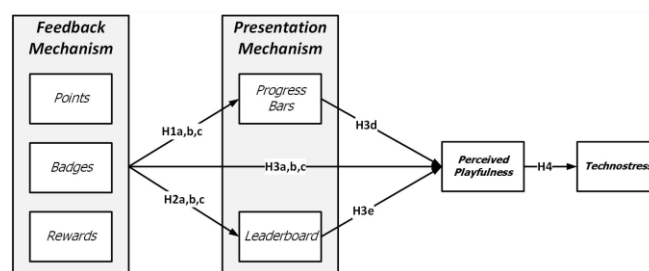 Feedback
Mechanism
Presentation
Mechanism
Points
Progress
Bars
H1a,b,c
H3d
Badges
H3a,b,c
Perceived
Playfulness
H4
Technostress
H2a,b,c
H3e
Rewards
Leaderboard